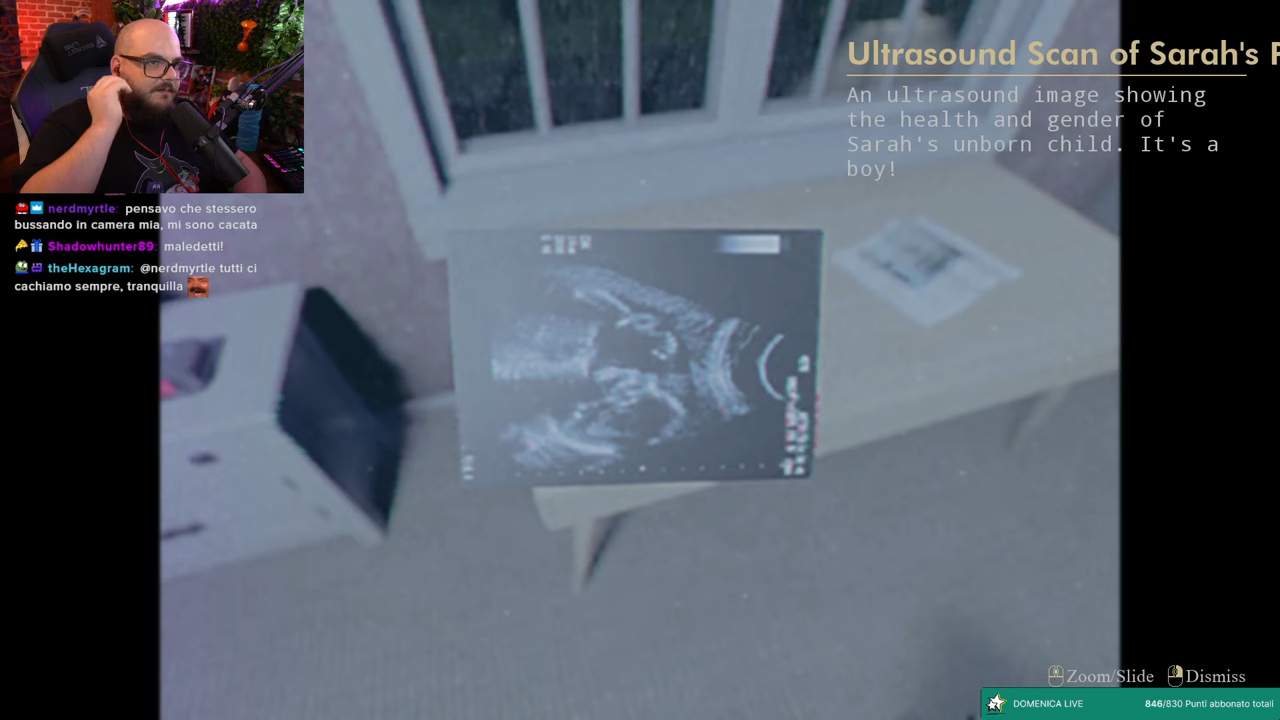 Ultrasound Scan of Sarah's
An ultrasound image showing
the health and gender of
Sarah's unborn child. It's a
boy!
nerdmyrtle: pensavo che stessero
bussando in camera mia, mi sono cacata
Shadowhunter89: maledetti!
theHexagram: @nerdmyrtle tutti ci
cachiamo sempre, tranquilla
Zoom/Slide Dismiss
DOMENICA LIVE 846/830 Punti abbonato totali